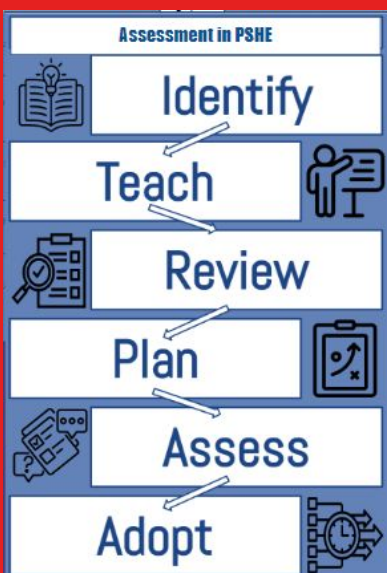 Assessment in PSHE
Identify
Teach
Review
Plan
Assess
Adopt